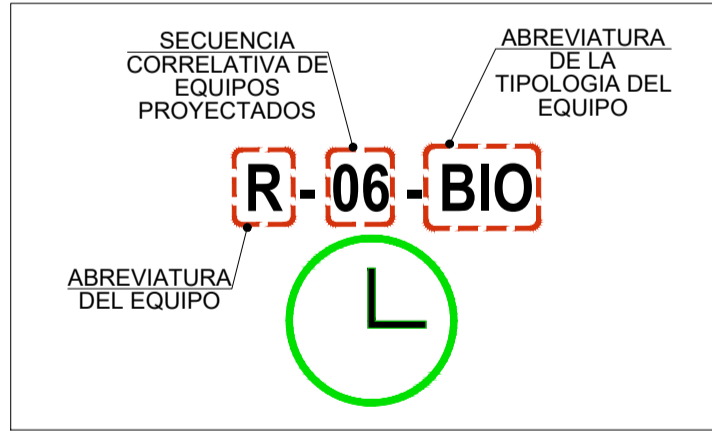 SECUENCIA
CORRELATIVA DE
EQUIPOS
PROYECTADOS
ABREVIATURA
DE LA
TIPOLOGIA DEL
EQUIPO
R-06-BIO
ABREVIATURA
DEL EQUIPO